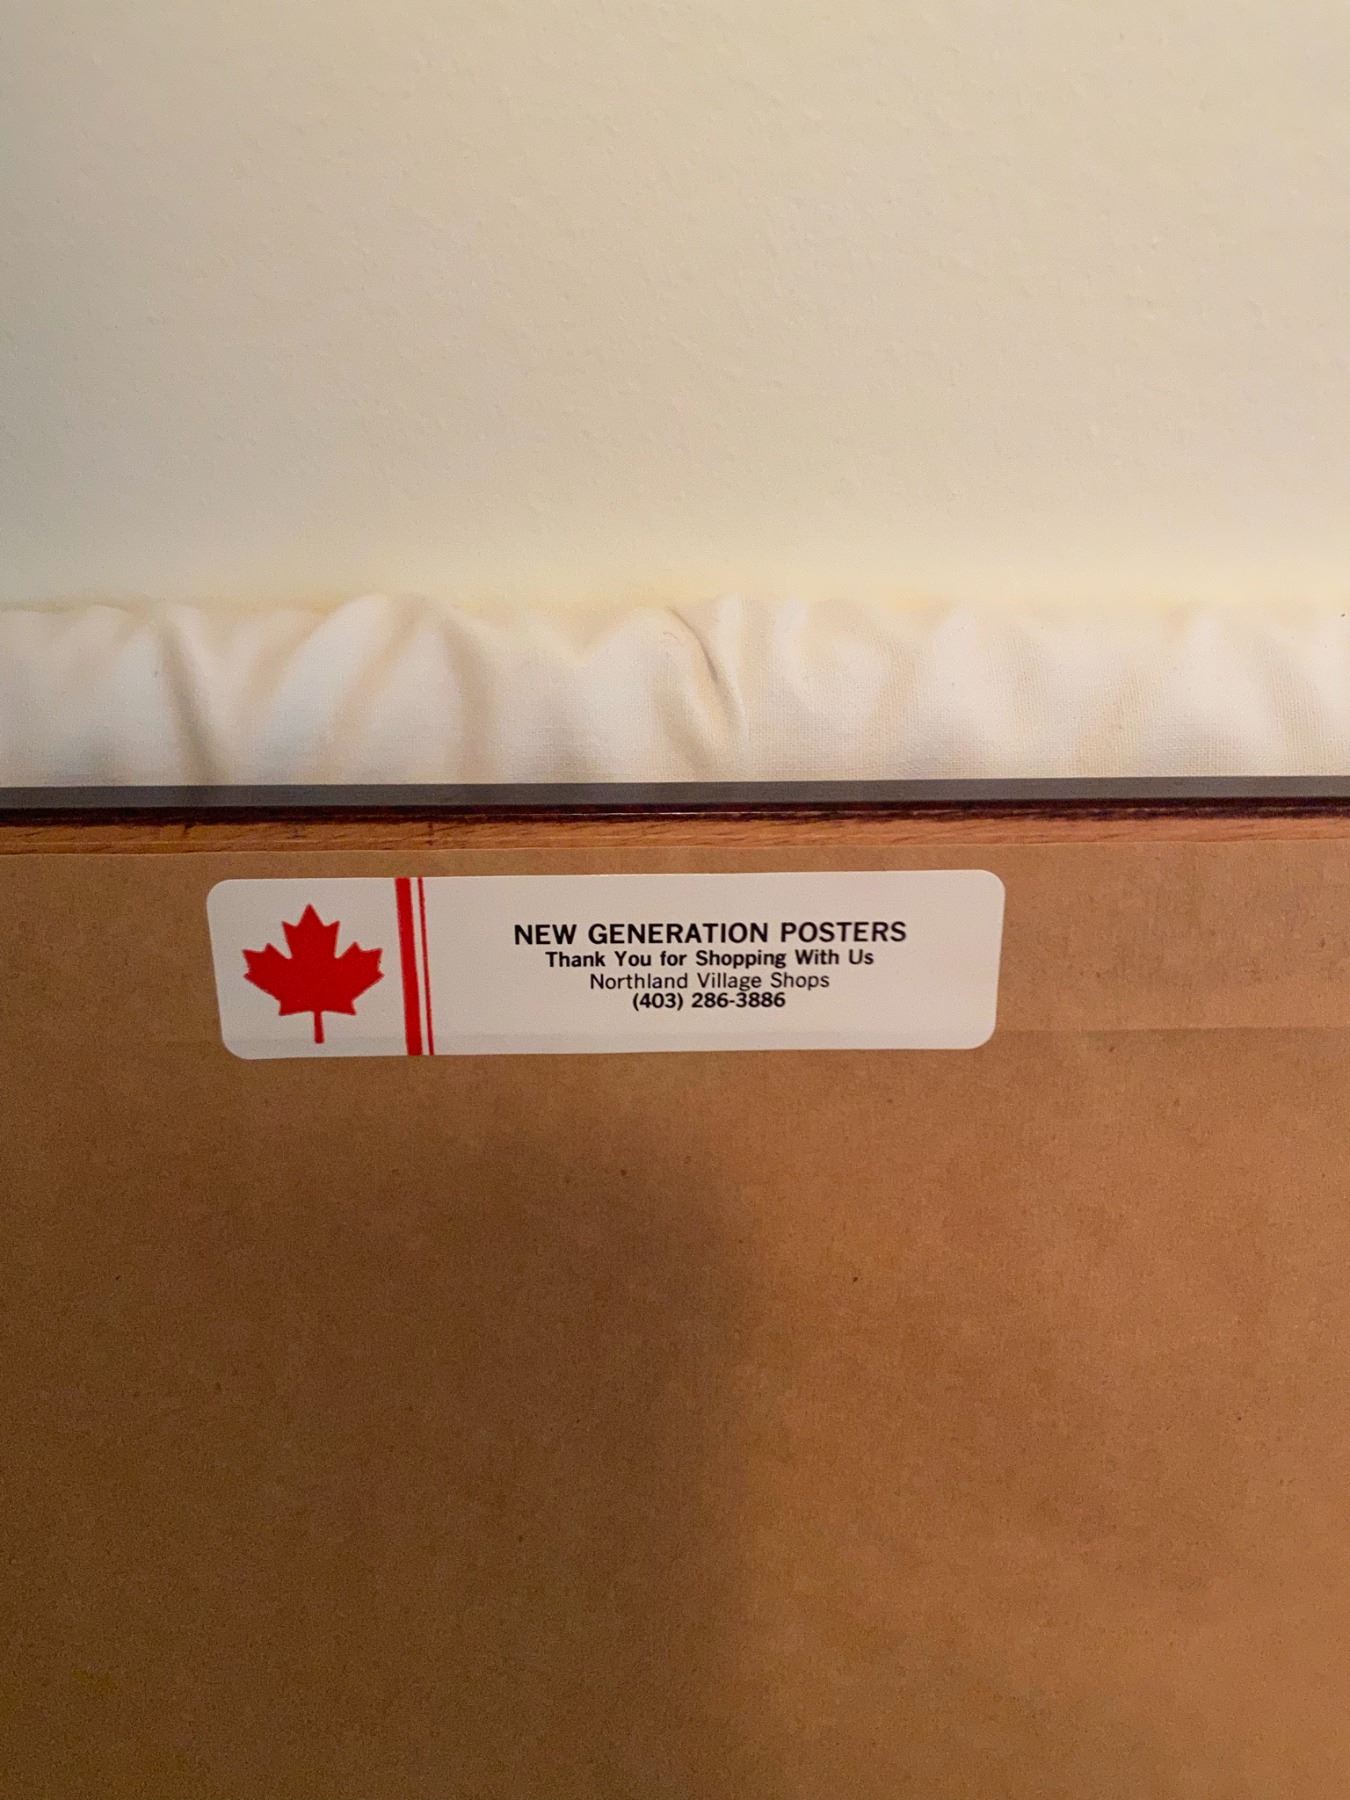 NEW GENERATION POSTERS
Thank You for Shopping With Us
Northland Village Shops
(403) 286-3886